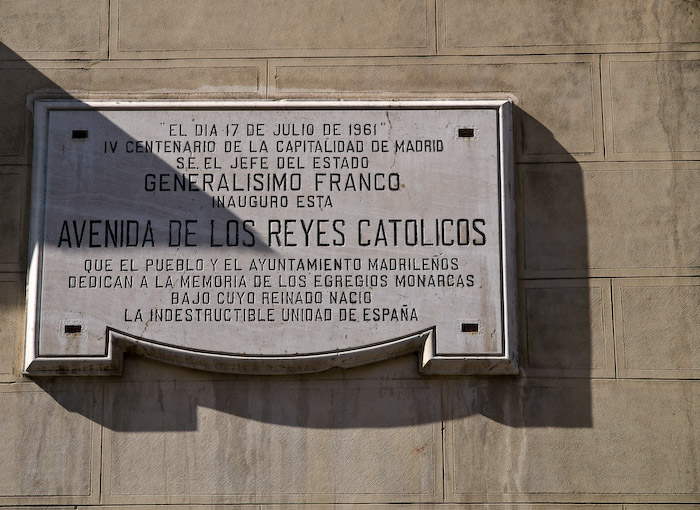 "EL DIA 17 DE JULIO DE 1961"
IV CENTENARIO DE LA CAPITALIDAD DE MADRID
S.E. EL JEFE DEL ESTADO
GENERALISIMO FRANCO
INAUGURO ESTA
AVENIDA DE LOS REYES CATOLICOS
QUE EL PUEBLO Y EL AYUNTAMIENTO MADRILEÑOS
DEDICAN A LA MEMORIA DE LOS EGREGIOS MONARCAS
BAJO CUYO REINADO NACIO
LA INDESTRUCTIBLE UNIDAD DE ESPAÑA